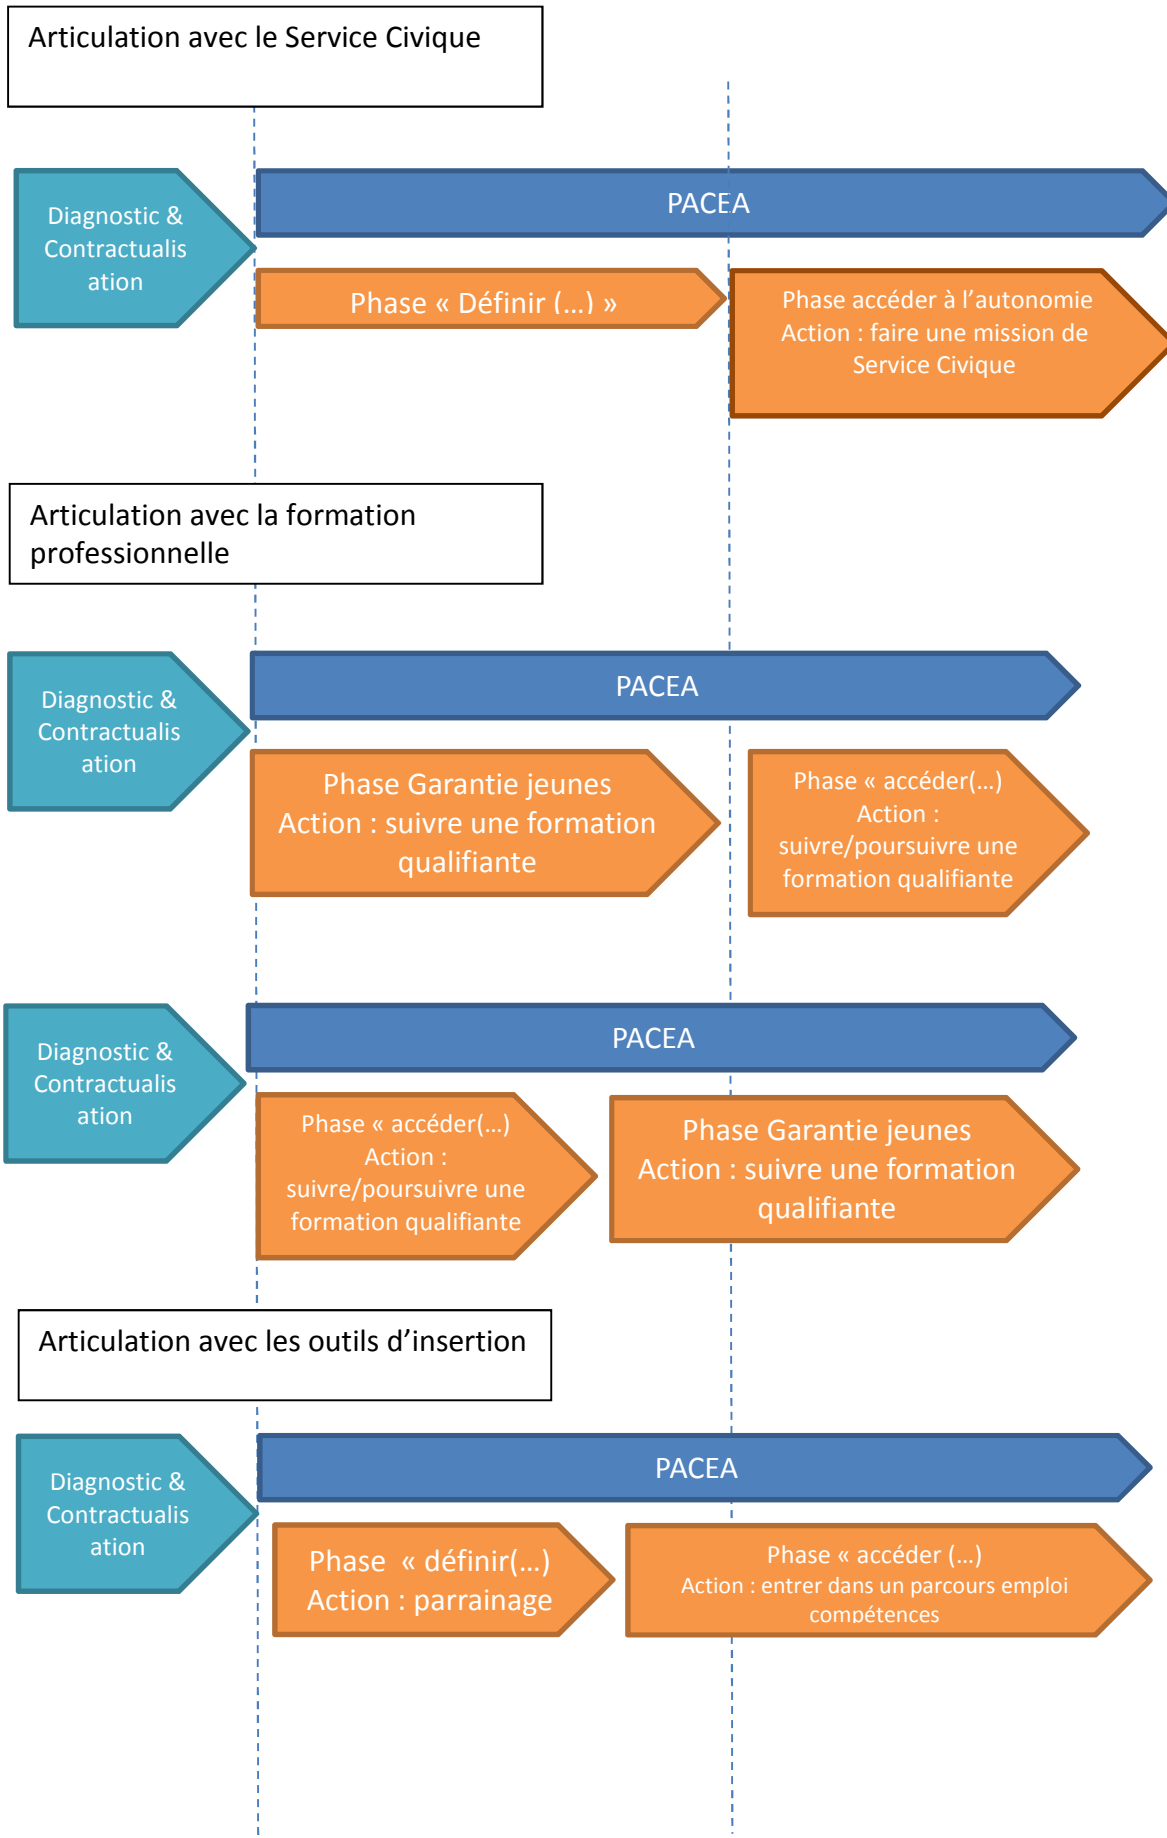 Articulation avec le Service Civique
PACEA
Diagnostic &
Contractualis
ation
Phase « Définir (…) »
Phase accéder à l’autonomie
Action : faire une mission de
Service Civique
Articulation avec la formation
professionnelle
PACEA
Diagnostic &
Contractualis
ation
Phase Garantie jeunes
Action : suivre une formation
qualifiante
Phase « accéder(…)
Action :
suivre/poursuivre une
formation qualifiante
PACEA
Diagnostic &
Contractualis
ation
Phase « accéder(…)
Action :
suivre/poursuivre une
formation qualifiante
Phase Garantie jeunes
Action : suivre une formation
qualifiante
Articulation avec les outils d’insertion
PACEA
Diagnostic &
Contractualis
ation
Phase « définir(…)
Action : parrainage
Phase « accéder (…)
Action : entrer dans un parcours emploi
compétences